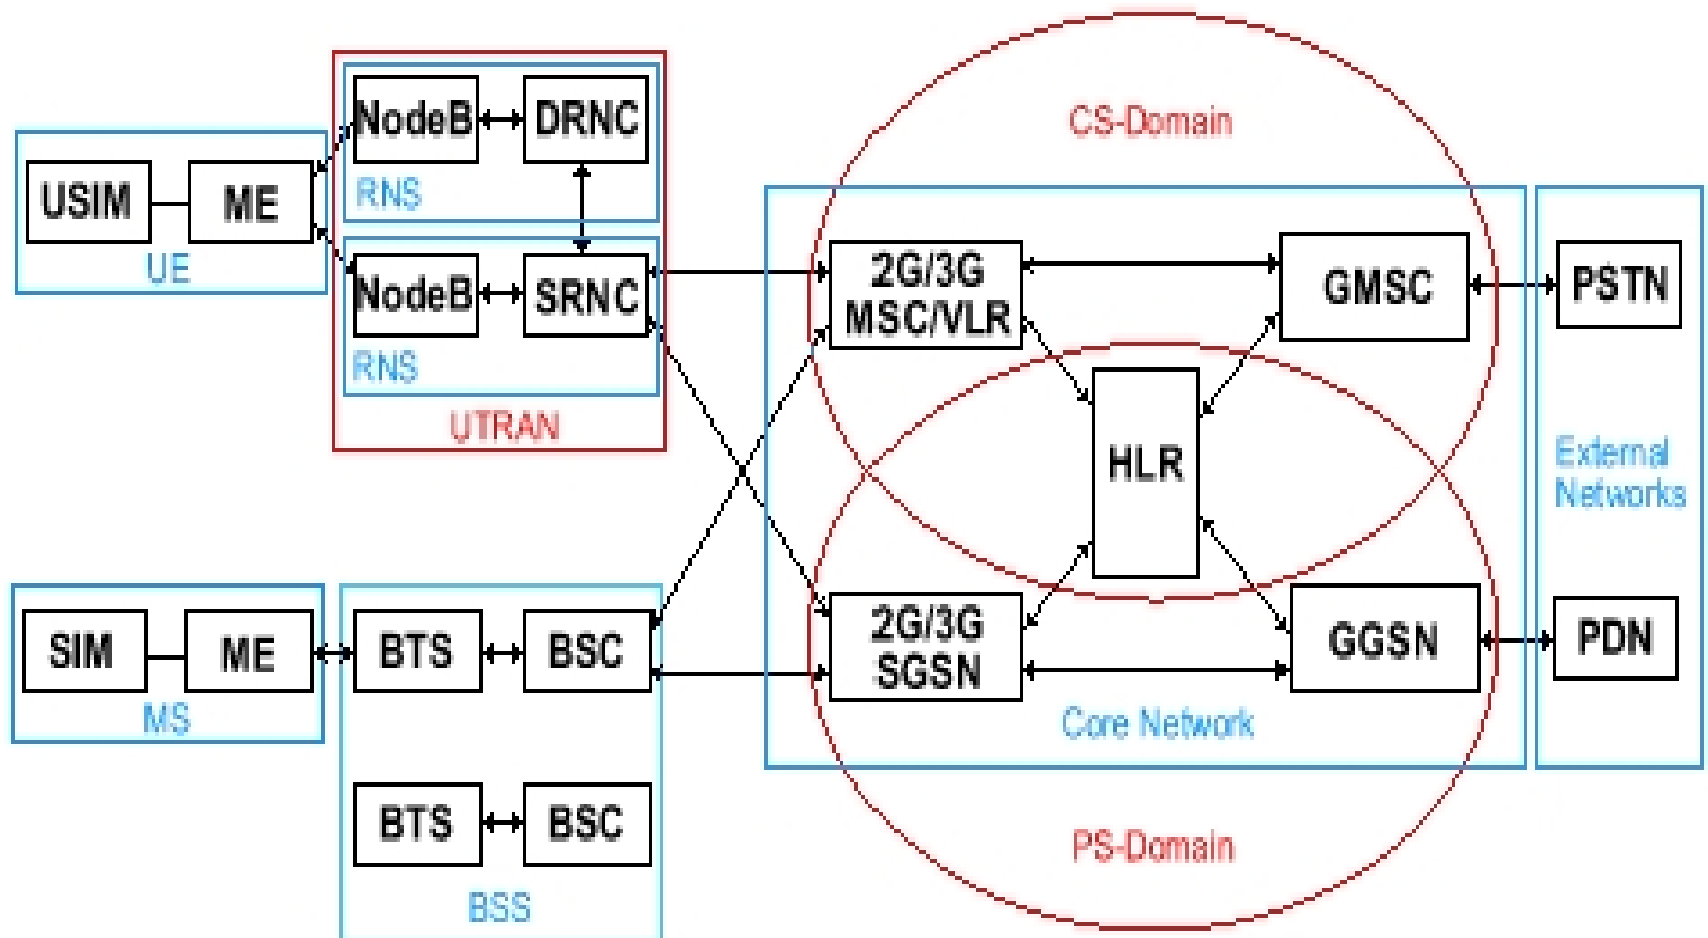 CS-Domain
NodeB
DRNC
RNS
USIM
ME
UE
NodeB
SRNC
RNS
UTRAN
2G/3G
MSC/VLR
GMSC
PSTN
HLR
External
Networks
SIM
ME
MS
BTS
BSC
2G/3G
SGSN
GGSN
PDN
Core Network
BTS
BSC
BSS
PS-Domain